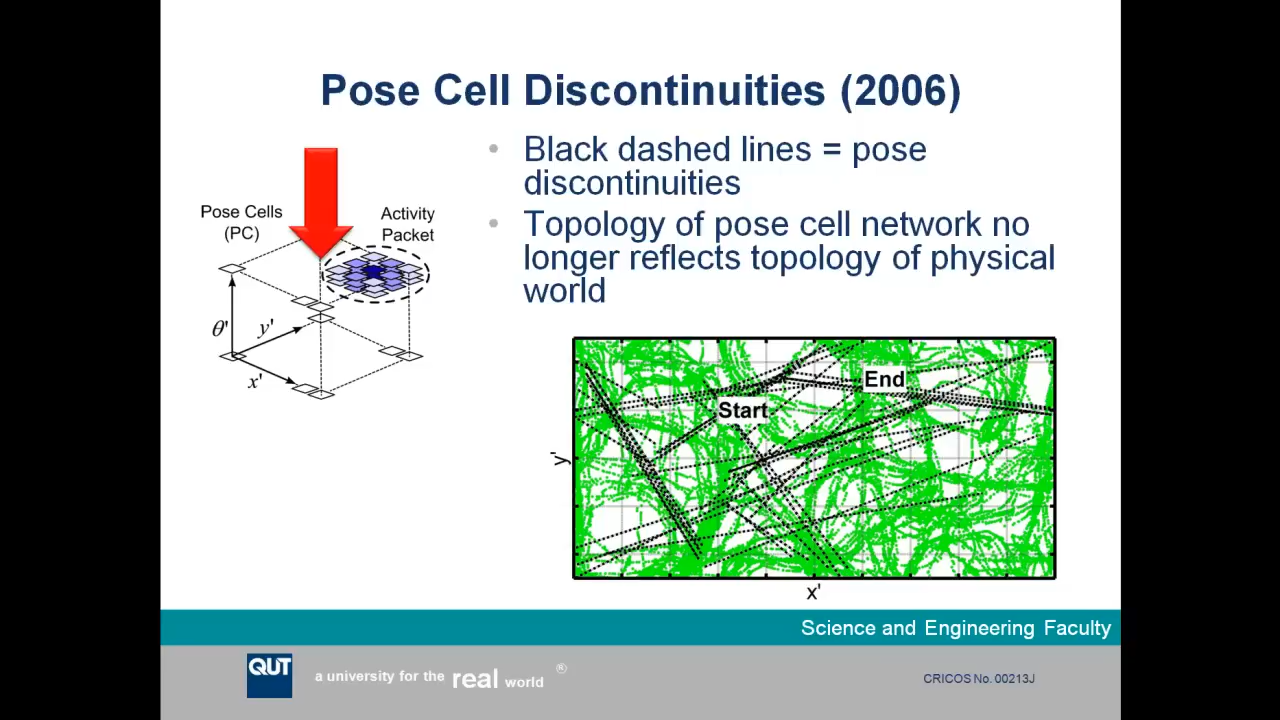 Pose Cell Discontinuities (2006)
• Black dashed lines = pose
discontinuities
• Topology of pose cell network no
longer reflects topology of physical
world
Pose Cells
(PC)
Activity
Packet
θ'
y'
x'
Start
End
y'
x'
Science and Engineering Faculty
QUT
a university for the real world ®
CRICOS No. 00213J